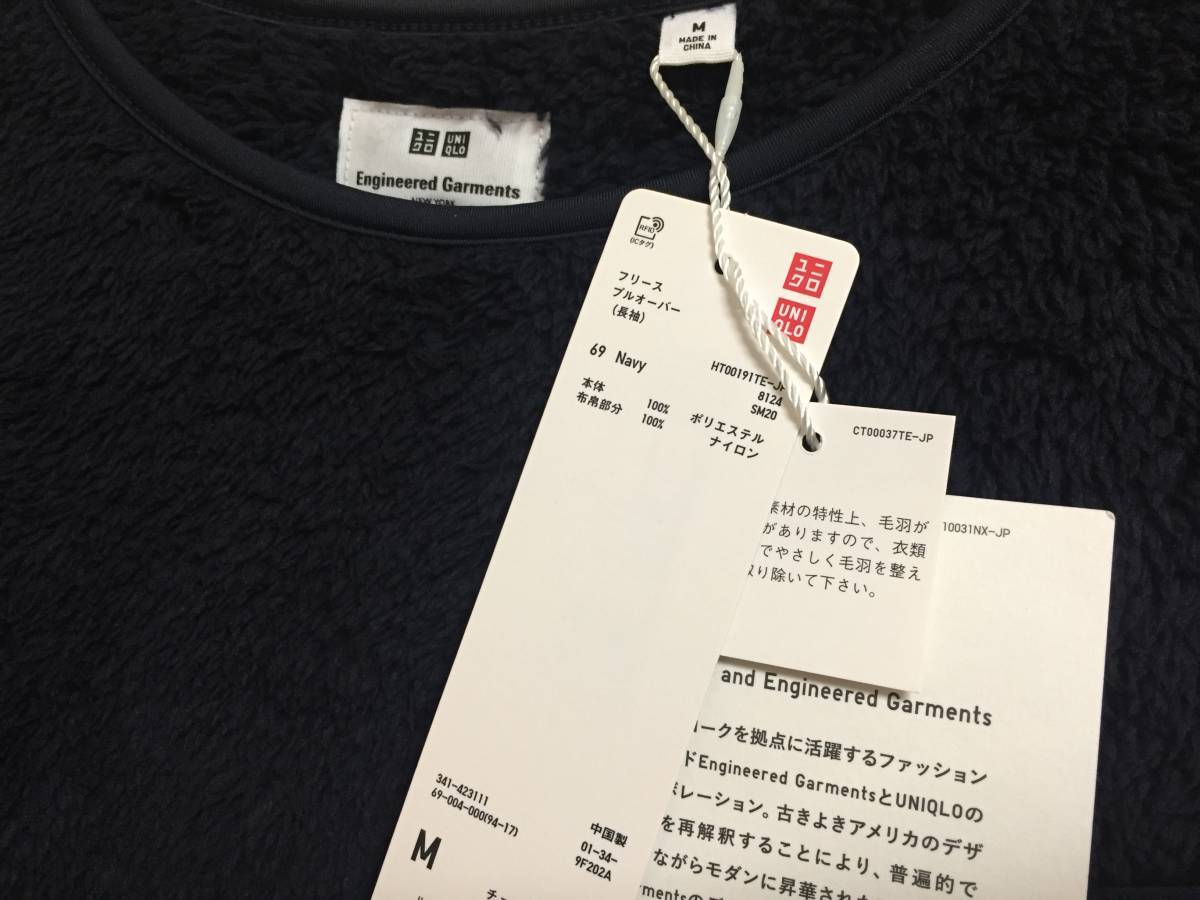 M
MADE IN
CHINA
ユニ
クロ
UNI
QLO
Engineered Garments
NEW YORK
RFID
(ICタグ)
ユニ
クロ
UNI
QLO
フリース
プルオーバー
(長袖)
69 Navy
HT00191TE-JP
8124
SM20
本体 100% ポリエステル
布帛部分 100% ナイロン
341-423111
69-004-000(94-17)
M
中国製
01-34-
9F202A
CT00037TE-JP
素材の特性上、毛羽が
がありますので、衣類
でやさしく毛羽を整え
取り除いて下さい。
10031NX-JP
and Engineered Garments
ークを拠点に活躍するファッション
ドEngineered GarmentsとUNIQLOの
ボレーション。古きよきアメリカのデザ
を再解釈することにより、普遍的で
ながらモダンに昇華された